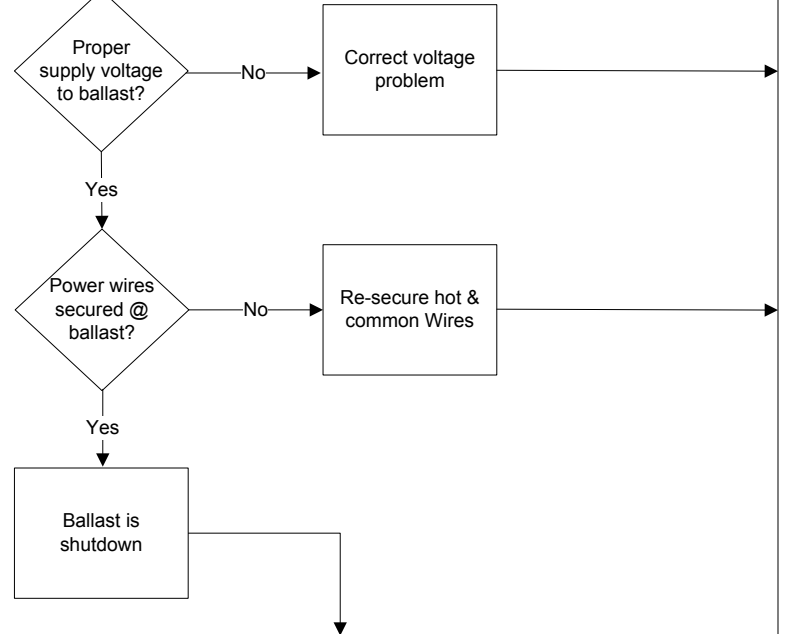 Proper
supply voltage
to ballast?
No
Correct voltage
problem
Yes
Power wires
secured @
ballast?
No
Re-secure hot &
common Wires
Yes
Ballast is
shutdown